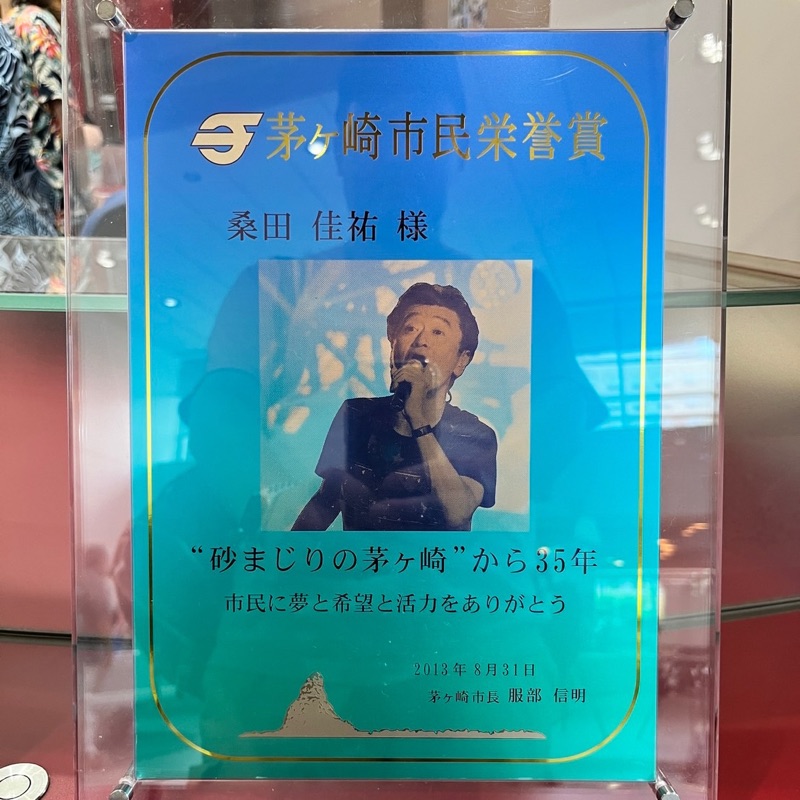 茅ヶ崎市民栄誉賞
桑田 佳祐 様
“砂まじりの茅ヶ崎”から35年
市民に夢と希望と活力をありがとう
2013年8月31日
茅ヶ崎市長 服部 信明